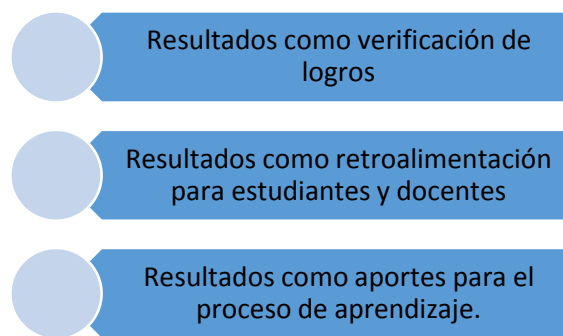 Resultados como verificación de
logros
Resultados como retroalimentación
para estudiantes y docentes
Resultados como aportes para el
proceso de aprendizaje.